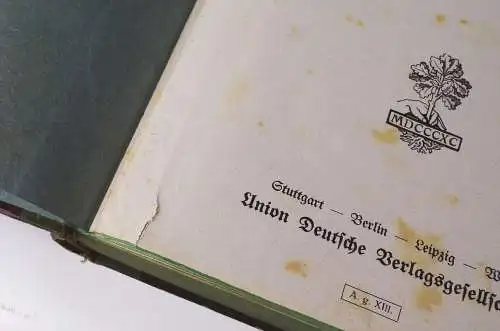 MDCCCXC
Stuttgart — Berlin — Leipzig — W
Union Deutsche Verlagsgesellsc
A. g. XIII.